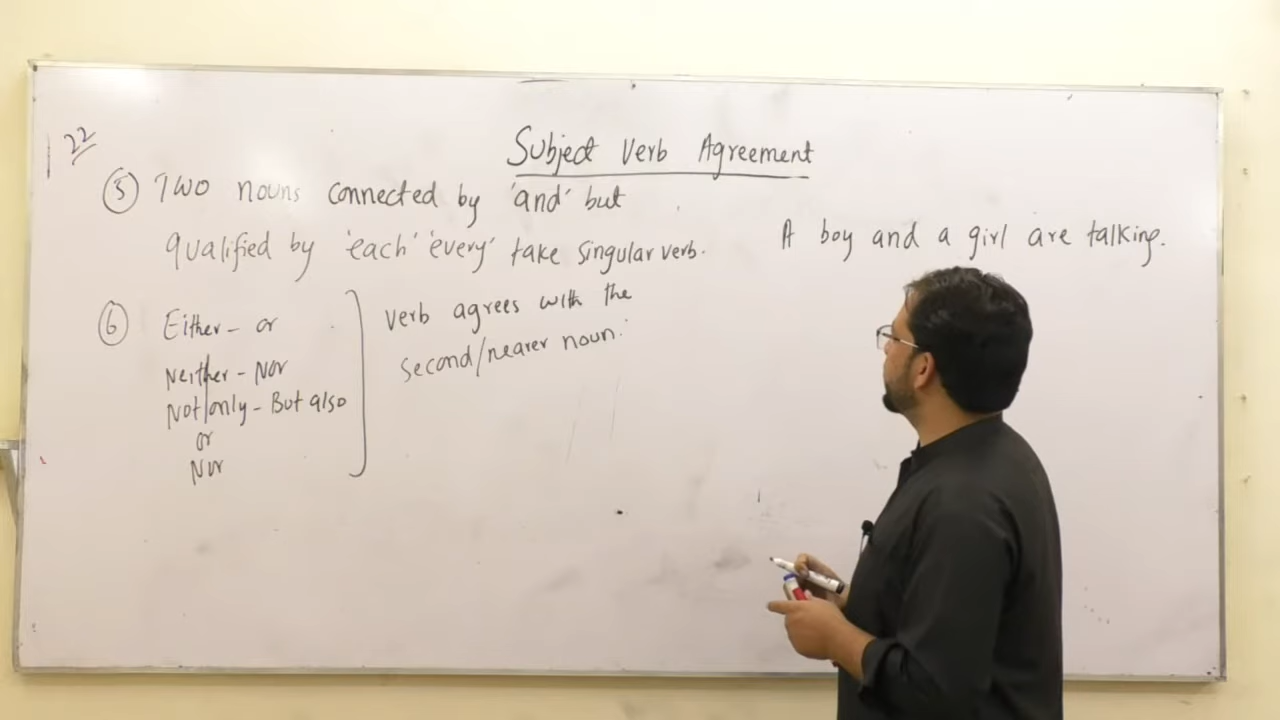 22
Subject Verb Agreement
5 Two nouns connected by 'and' but
qualified by 'each' 'every' take singular verb.
A boy and a girl are talking.
6 Either - or
Neither - Nor
Not only - But also
or
Nor
verb agrees with the
second/nearer noun.